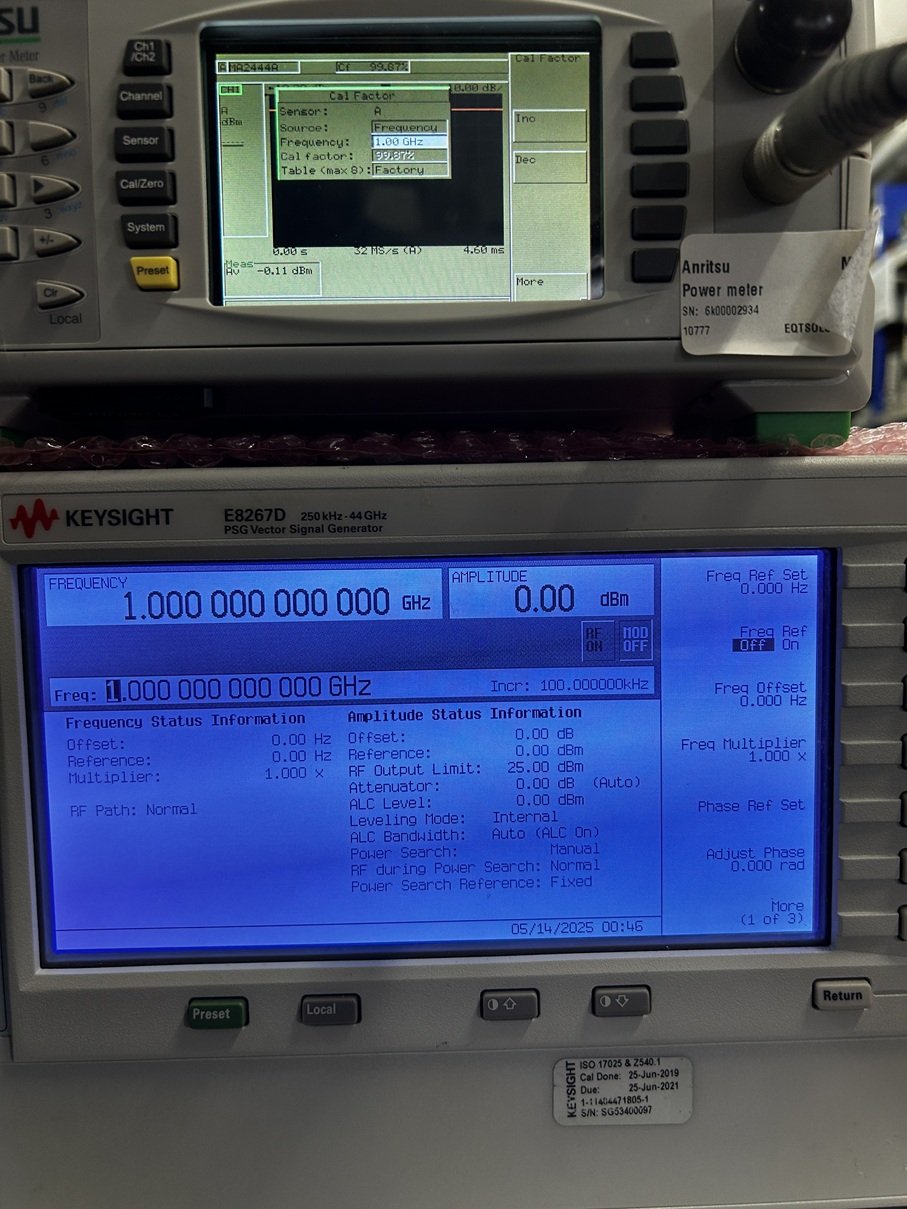 SU
r Meter
Back
9
6
3
+/-
Clr
Local
Ch1
/Ch2
Channel
Sensor
Cal/Zero
System
Preset
A MA2444A
Cf 99.87%
CH1
0.00 dB/
A
dBm
Cal Factor
Sensor: A
Source: Frequency
Frequency: 1.00 GHz
Cal factor: 99.87%
Table (max 8): Factory
0.00 s 32 MS/s (A) 4.60 ms
Meas
Av -0.11 dBm
Cal Factor
Inc
Dec
More
Anritsu
Power meter
SN: 6k00002934
10777
KEYSIGHT E8267D 250 kHz - 44 GHz
PSG Vector Signal Generator
FREQUENCY
1.000 000 000 000 GHz
AMPLITUDE
0.00 dBm
RF
ON
MOD
OFF
Freq: 1.000 000 000 000 GHz Incr: 100.000000kHz
Frequency Status Information
Offset: 0.00 Hz
Reference: 0.00 Hz
Multiplier: 1.000 x
RF Path: Normal
Amplitude Status Information
Offset: 0.00 dB
Reference: 0.00 dBm
RF Output Limit: 25.00 dBm
Attenuator: 0.00 dB (Auto)
ALC Level: 0.00 dBm
Leveling Mode: Internal
ALC Bandwidth: Auto (ALC On)
Power Search: Manual
RF during Power Search: Normal
Power Search Reference: Fixed
05/14/2025 00:46
Freq Ref Set
0.000 Hz
Freq Ref
Off On
Freq Offset
0.000 Hz
Freq Multiplier
1.000 x
Phase Ref Set
Adjust Phase
0.000 rad
More
(1 of 3)
Preset
Local
Return
KEYSIGHT
ISO 17025 & Z540.1
Cal Done: 25-Jun-2019
Due: 25-Jun-2021
1-11404471805-1
S/N: SG53400097